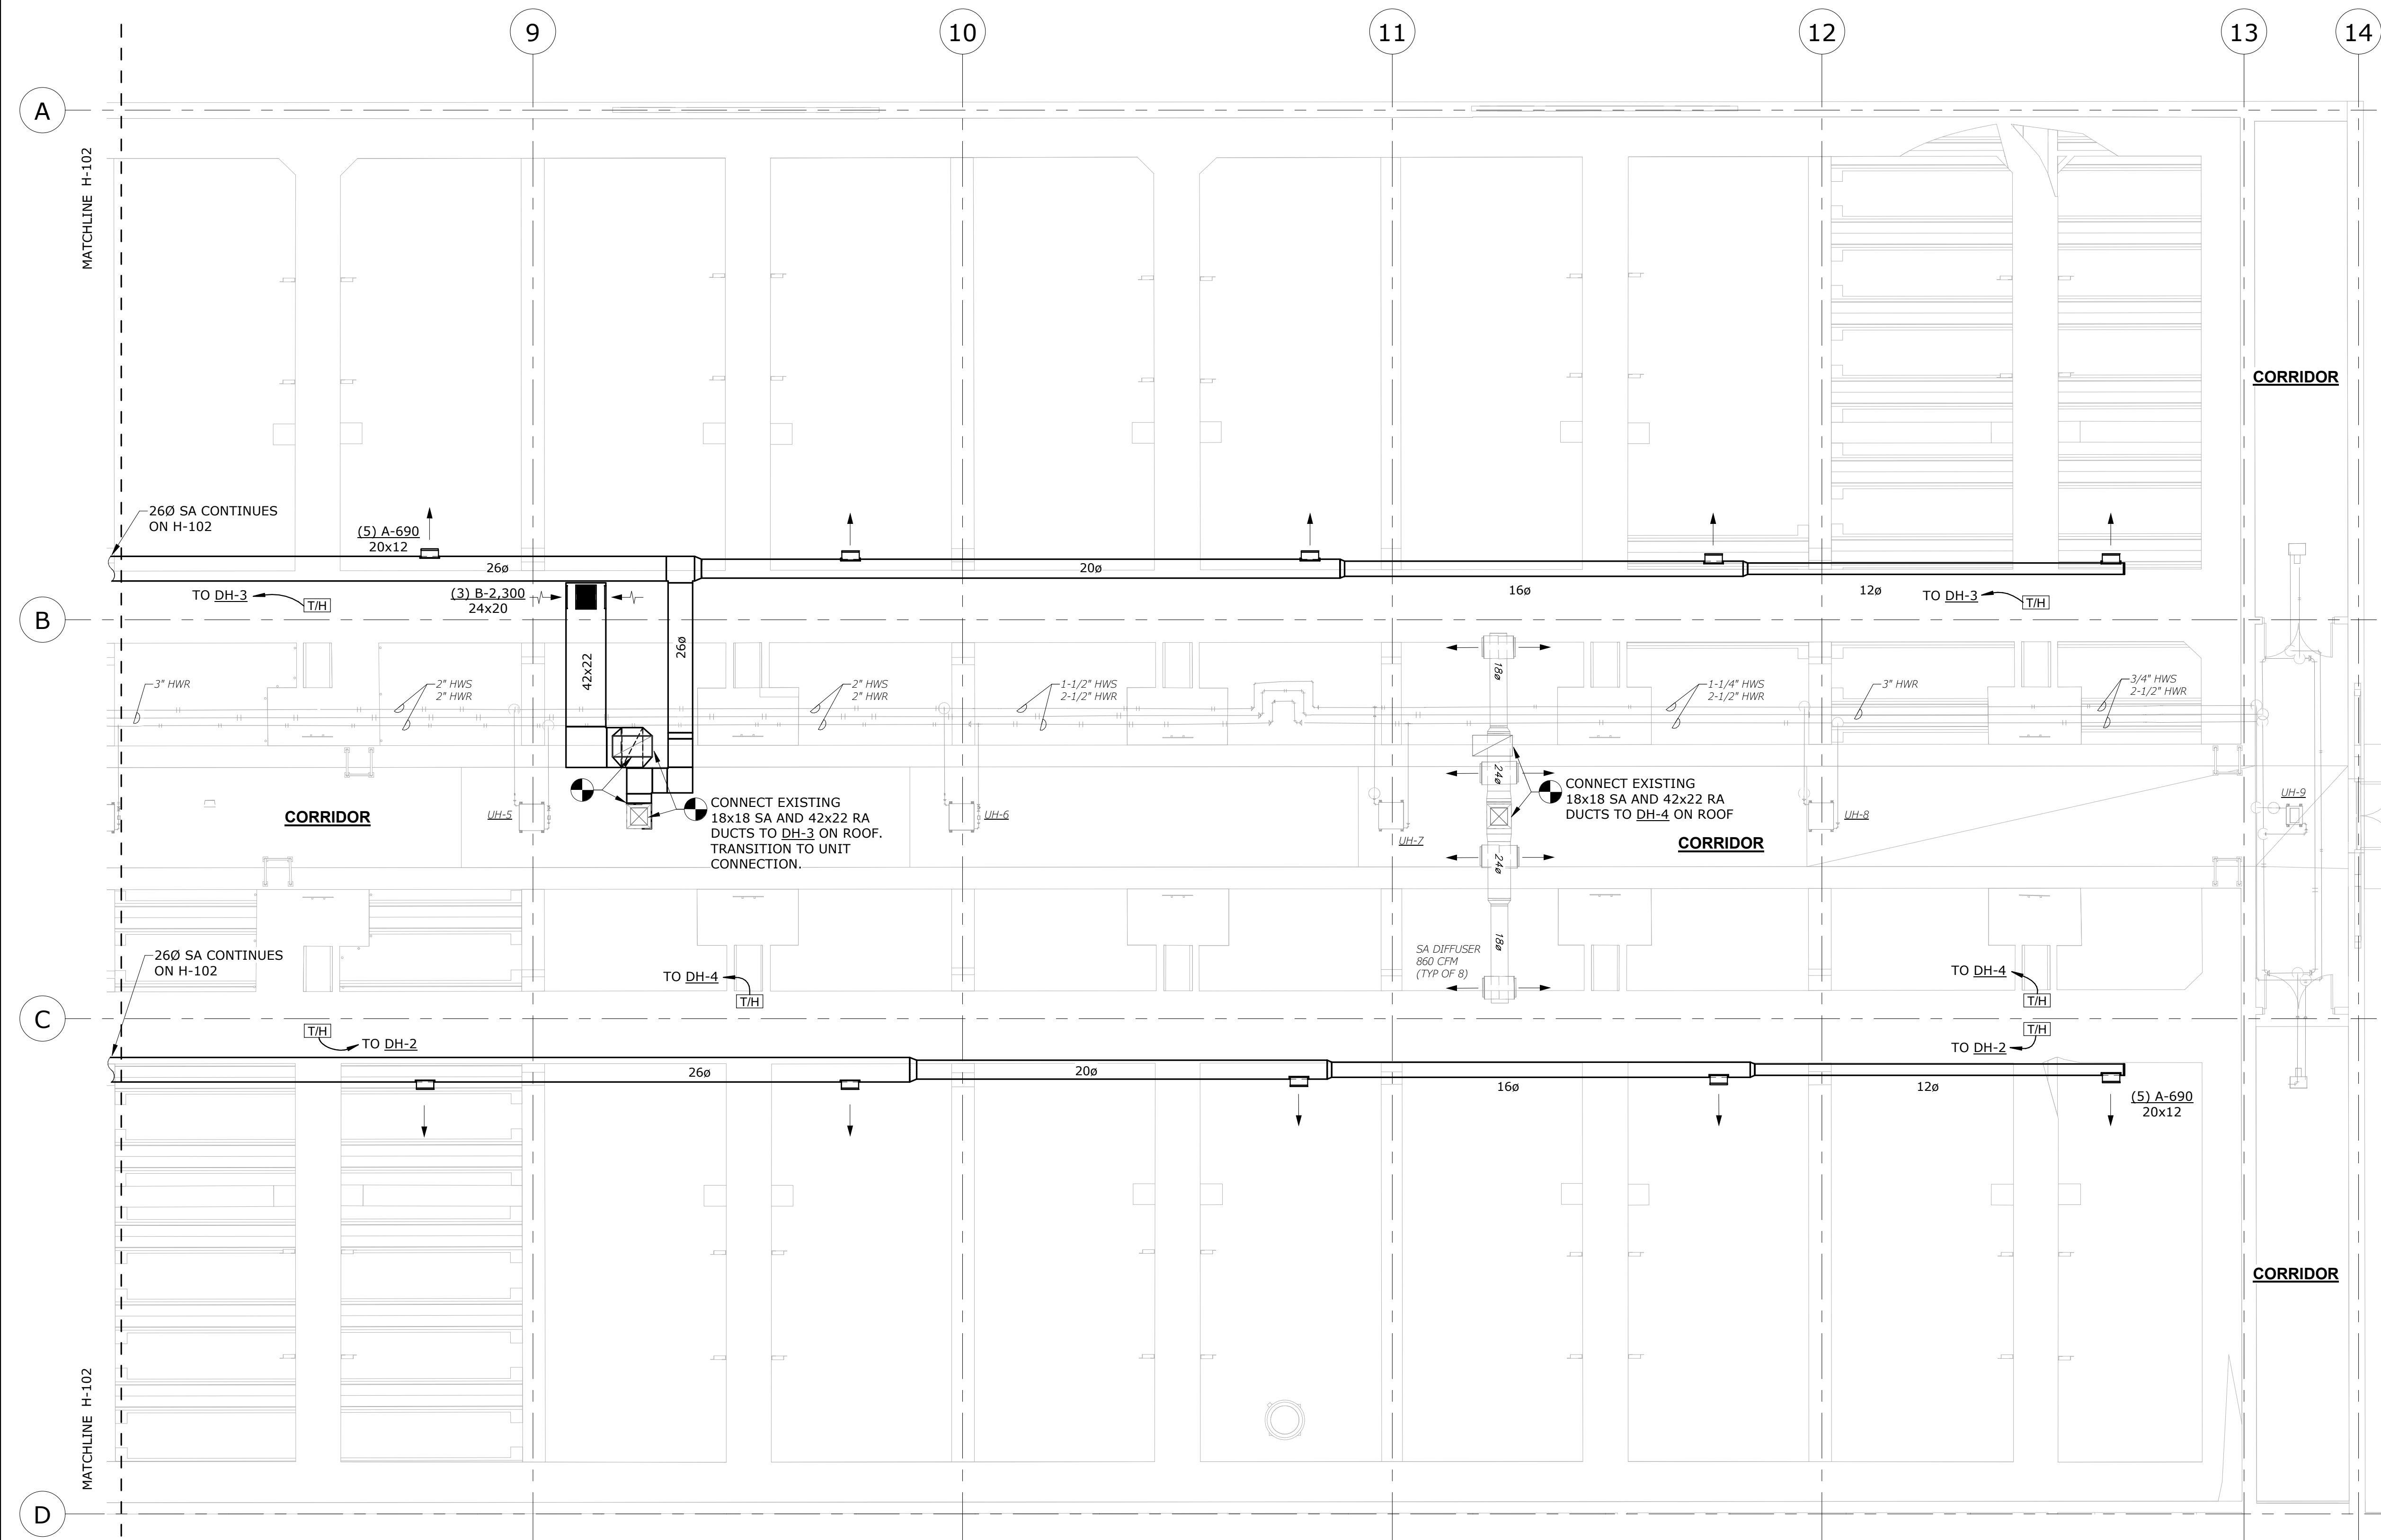 9
10
11
12
13
14
A
MATCHLINE H-102
CORRIDOR
26Ø SA CONTINUES
ON H-102
(5) A-690
20x12
26ø
20ø
16ø
12ø
TO DH-3
T/H
(3) B-2,300
24x20
TO DH-3
T/H
B
42x22
26ø
18ø
3" HWR
2" HWS
2" HWR
2" HWS
2" HWR
1-1/2" HWS
2-1/2" HWR
1-1/4" HWS
2-1/2" HWR
3" HWR
3/4" HWS
2-1/2" HWR
24ø
CORRIDOR
UH-5
CONNECT EXISTING
18x18 SA AND 42x22 RA
DUCTS TO DH-3 ON ROOF.
TRANSITION TO UNIT
CONNECTION.
UH-6
UH-7
CONNECT EXISTING
18x18 SA AND 42x22 RA
DUCTS TO DH-4 ON ROOF
CORRIDOR
UH-8
UH-9
24ø
18ø
26Ø SA CONTINUES
ON H-102
TO DH-4
T/H
SA DIFFUSER
860 CFM
(TYP OF 8)
TO DH-4
T/H
C
T/H
TO DH-2
T/H
TO DH-2
26ø
20ø
16ø
12ø
(5) A-690
20x12
CORRIDOR
MATCHLINE H-102
D